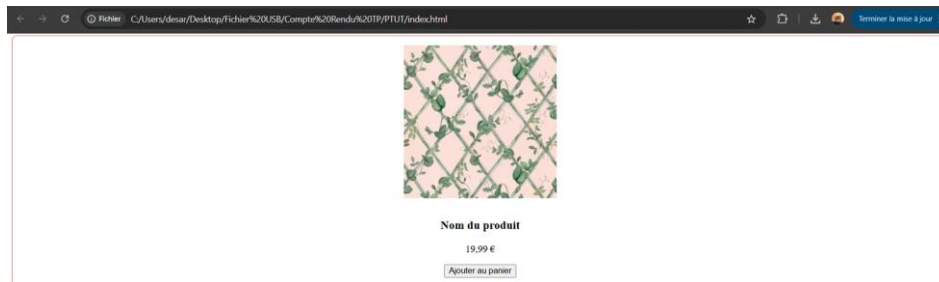 Fichier C:/Users/desar/Desktop/Fichier%20USB/Compte%20Rendu%20TP/PTUT/index.html Terminer la mise à jour
Nom du produit
19,99 €
Ajouter au panier